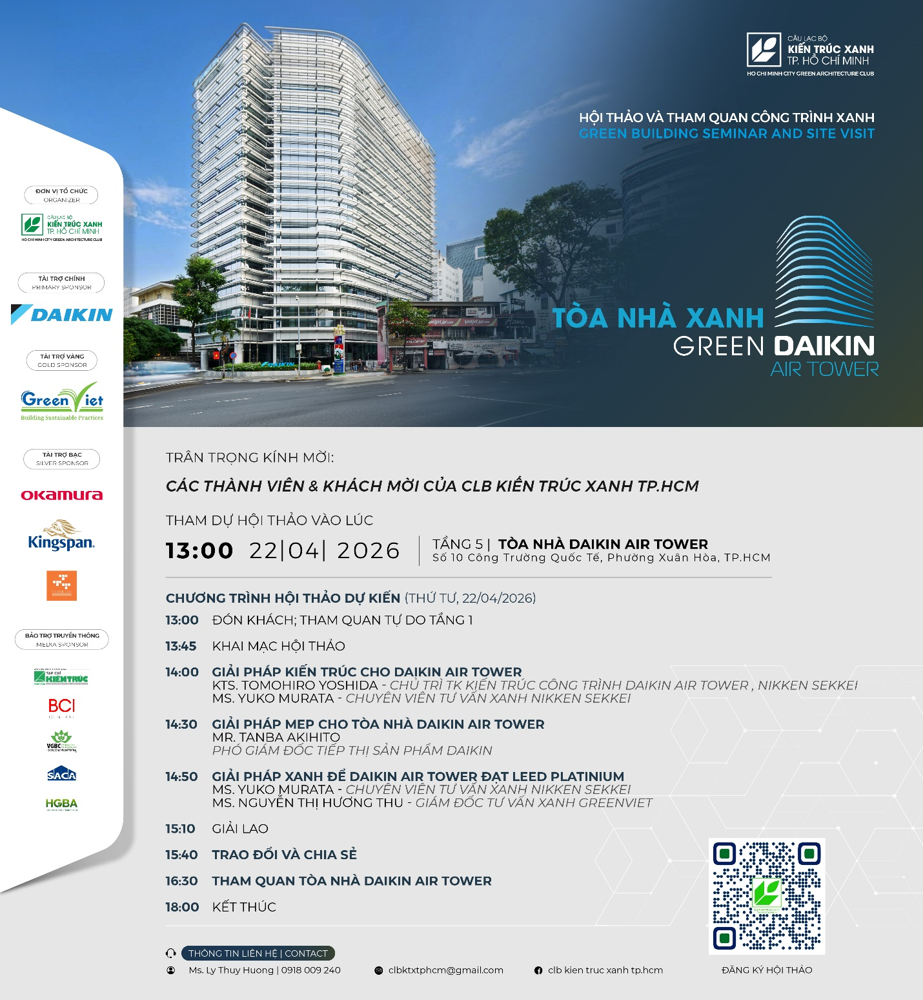 CÂU LẠC BỘ
KIẾN TRÚC XANH
TP. HỒ CHÍ MINH
HO CHI MINH CITY GREEN ARCHITECTURE CLUB
HỘI THẢO VÀ THAM QUAN CÔNG TRÌNH XANH
GREEN BUILDING SEMINAR AND SITE VISIT
TÒA NHÀ XANH
GREEN DAIKIN
AIR TOWER
DAIKIN
vietjetAir.com
ĐƠN VỊ TỔ CHỨC
ORGANIZER
CÂU LẠC BỘ
KIẾN TRÚC XANH
TP. HỒ CHÍ MINH
HO CHI MINH CITY GREEN ARCHITECTURE CLUB
TÀI TRỢ CHÍNH
PRIMARY SPONSOR
DAIKIN
TÀI TRỢ VÀNG
GOLD SPONSOR
GreenViet
Building Sustainable Practices
TÀI TRỢ BẠC
SILVER SPONSOR
OKamura
Kingspan.
BẢO TRỢ TRUYỀN THÔNG
MEDIA SPONSOR
TẠP CHÍ
KIẾN TRÚC
BCI
CENTRAL
VGBC
SACA
HGBA
TRÂN TRỌNG KÍNH MỜI:
CÁC THÀNH VIÊN & KHÁCH MỜI CỦA CLB KIẾN TRÚC XANH TP.HCM
THAM DỰ HỘI THẢO VÀO LÚC
13:00 22|04| 2026
TẦNG 5 | TÒA NHÀ DAIKIN AIR TOWER
Số 10 Công Trường Quốc Tế, Phường Xuân Hòa, TP.HCM
CHƯƠNG TRÌNH HỘI THẢO DỰ KIẾN (THỨ TƯ, 22/04/2026)
13:00 ĐÓN KHÁCH; THAM QUAN TỰ DO TẦNG 1
13:45 KHAI MẠC HỘI THẢO
14:00 GIẢI PHÁP KIẾN TRÚC CHO DAIKIN AIR TOWER
KTS. TOMOHIRO YOSHIDA - CHỦ TRÌ TK KIẾN TRÚC CÔNG TRÌNH DAIKIN AIR TOWER , NIKKEN SEKKEI
MS. YUKO MURATA - CHUYÊN VIÊN TƯ VẤN XANH NIKKEN SEKKEI
14:30 GIẢI PHÁP MEP CHO TÒA NHÀ DAIKIN AIR TOWER
MR. TANBA AKIHITO
PHÓ GIÁM ĐỐC TIẾP THỊ SẢN PHẨM DAIKIN
14:50 GIẢI PHÁP XANH ĐỂ DAIKIN AIR TOWER ĐẠT LEED PLATINIUM
MS. YUKO MURATA - CHUYÊN VIÊN TƯ VẤN XANH NIKKEN SEKKEI
MS. NGUYỄN THỊ HƯƠNG THU - GIÁM ĐỐC TƯ VẤN XANH GREENVIET
15:10 GIẢI LAO
15:40 TRAO ĐỔI VÀ CHIA SẺ
16:30 THAM QUAN TÒA NHÀ DAIKIN AIR TOWER
18:00 KẾT THÚC
THÔNG TIN LIÊN HỆ | CONTACT
Ms. Ly Thuy Huong | 0918 009 240
clbktxtphcm@gmail.com
clb kien truc xanh tp.hcm
ĐĂNG KÝ HỘI THẢO